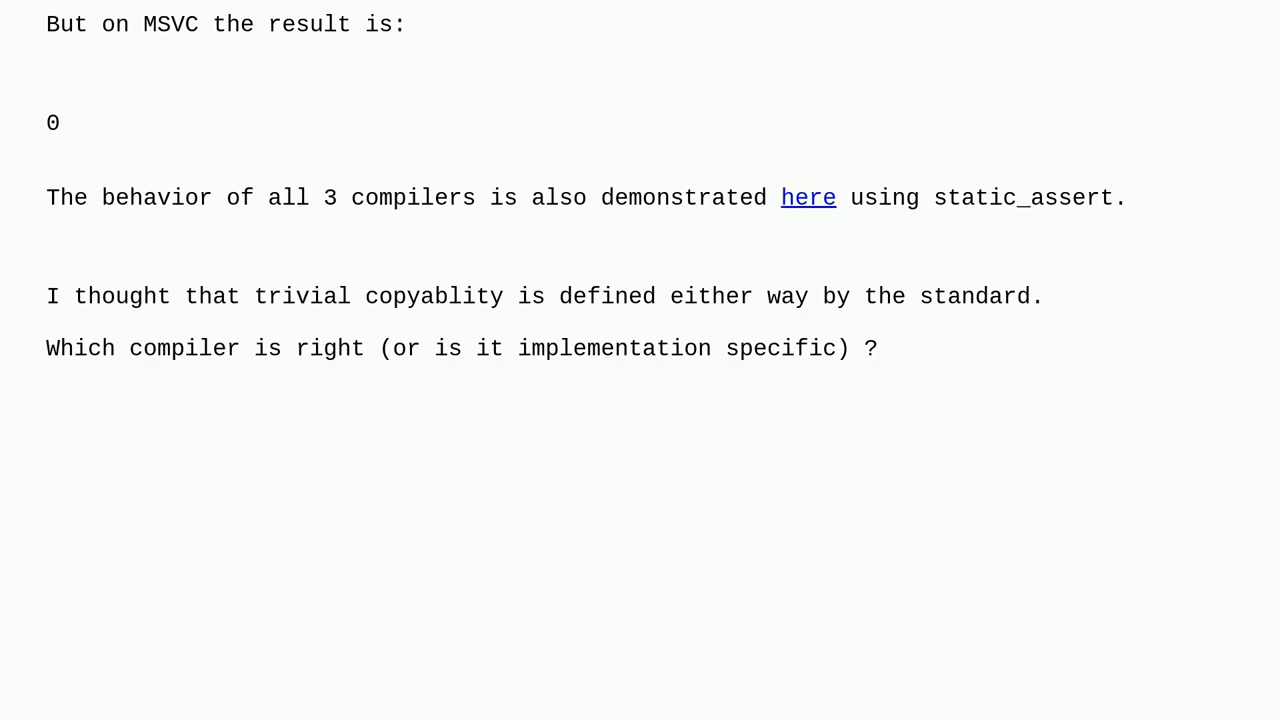 But on MSVC the result is:
0
The behavior of all 3 compilers is also demonstrated here using static_assert.
I thought that trivial copyablity is defined either way by the standard.
Which compiler is right (or is it implementation specific) ?